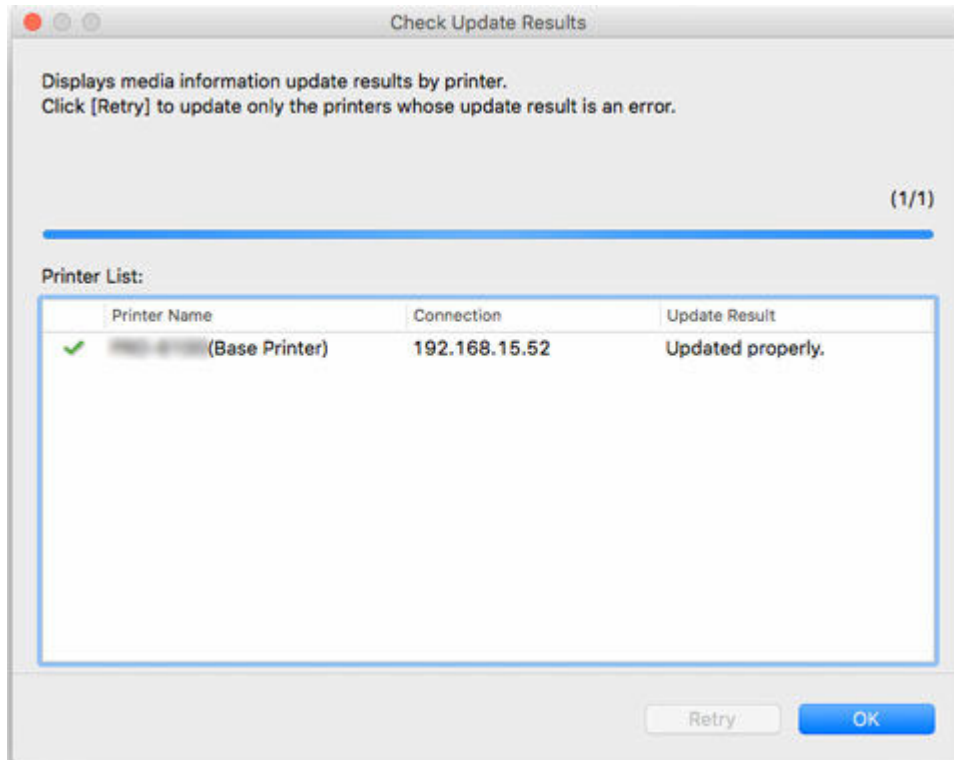 Check Update Results
Displays media information update results by printer.
Click [Retry] to update only the printers whose update result is an error.
(1/1)
Printer List:
Printer Name Connection Update Result
(Base Printer) 192.168.15.52 Updated properly.
Retry OK